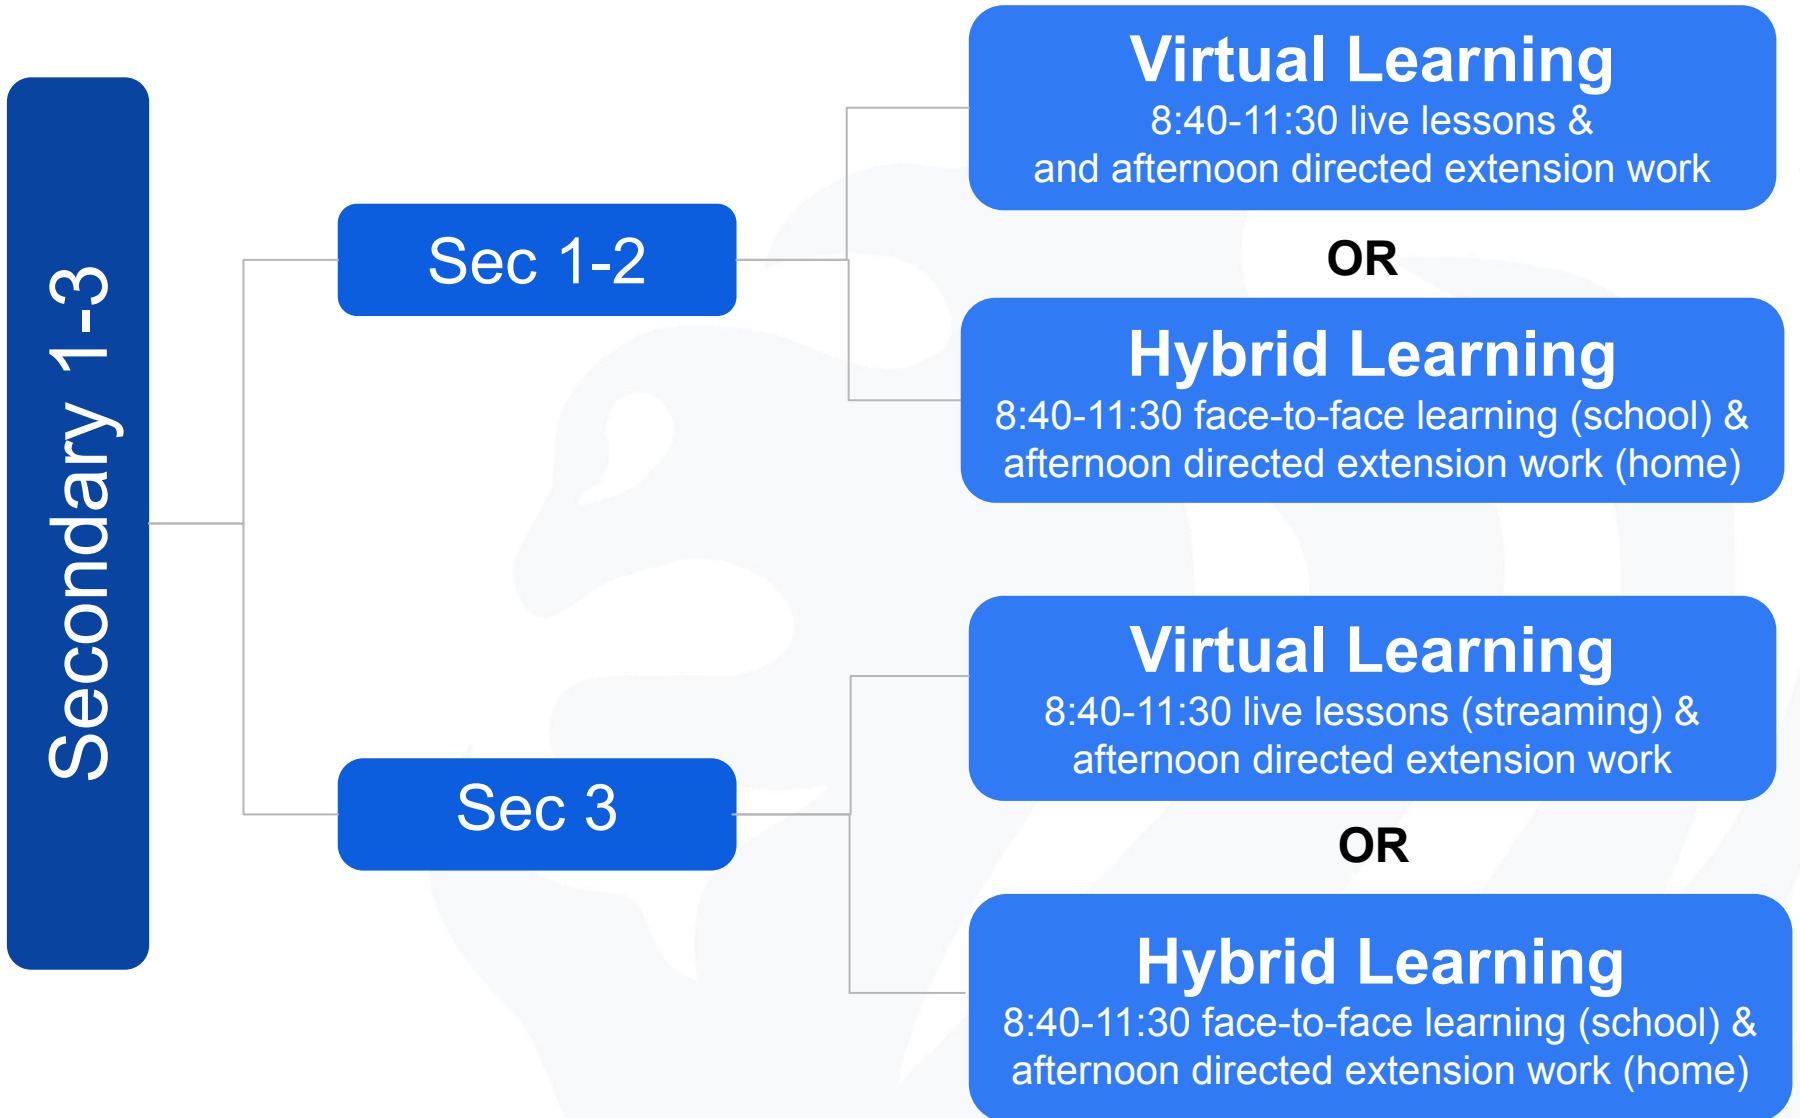 Secondary 1-3
Sec 1-2
Virtual Learning
8:40-11:30 live lessons &
and afternoon directed extension work
OR
Hybrid Learning
8:40-11:30 face-to-face learning (school) &
afternoon directed extension work (home)
Sec 3
Virtual Learning
8:40-11:30 live lessons (streaming) &
afternoon directed extension work
OR
Hybrid Learning
8:40-11:30 face-to-face learning (school) &
afternoon directed extension work (home)